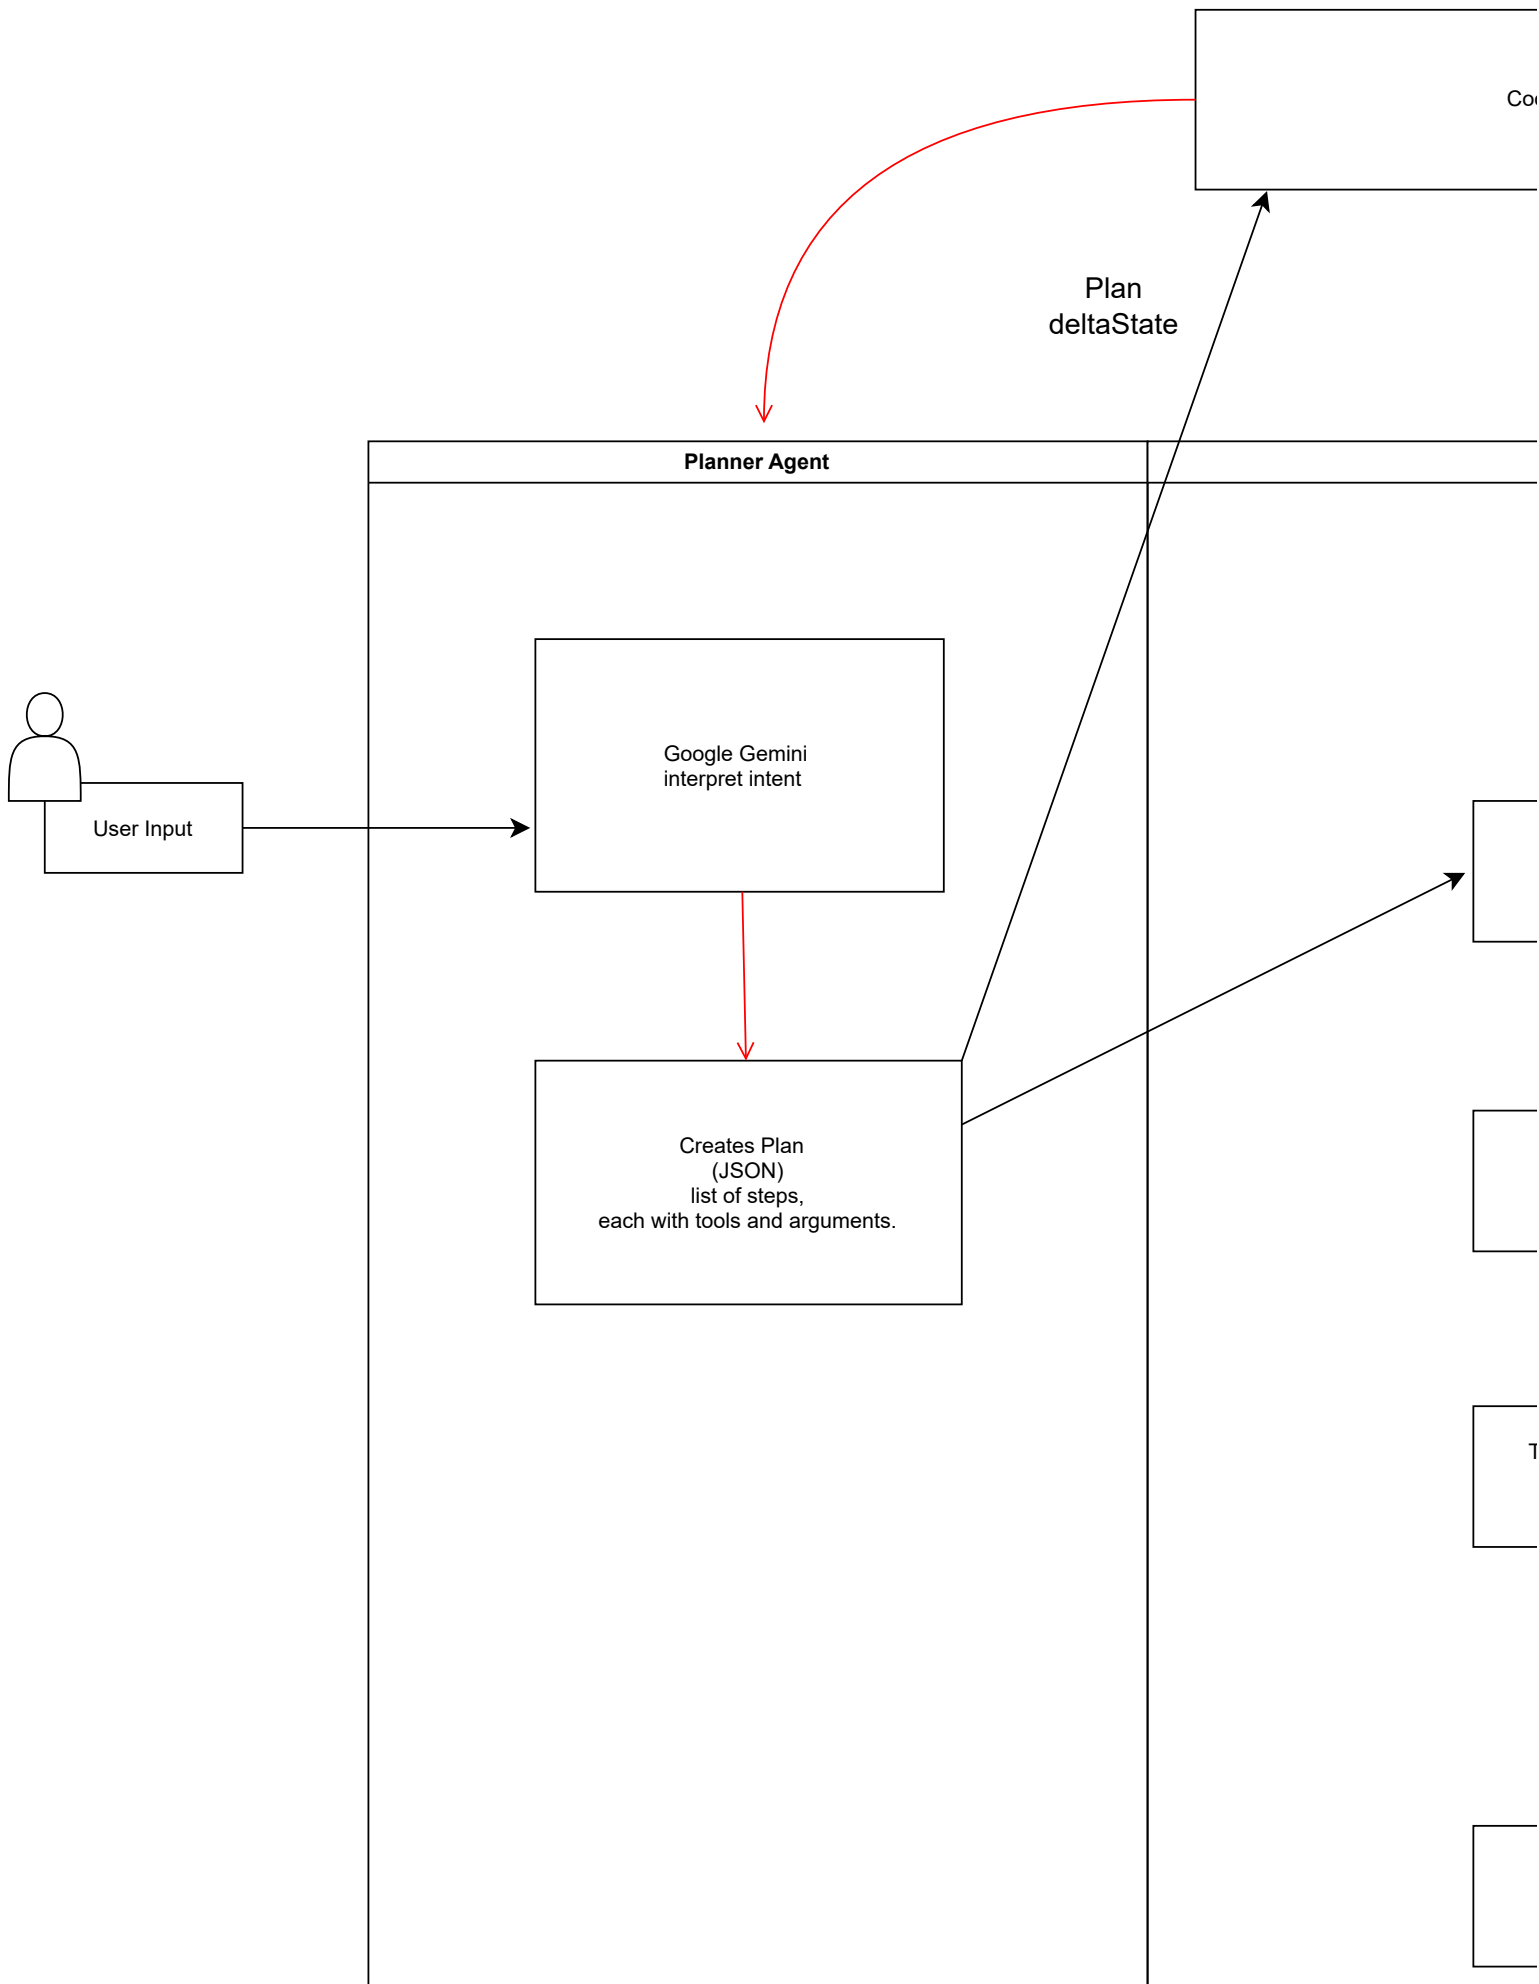 Plan
deltaState
Planner Agent
Google Gemini
interpret intent
User Input
Creates Plan
(JSON)
list of steps,
each with tools and arguments.